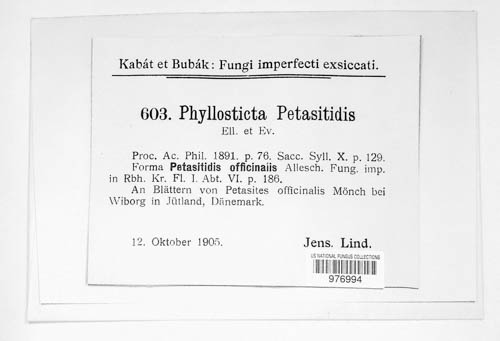 Kabát et Bubák: Fungi imperfecti exsiccati.
603. Phyllosticta Petasitidis
Ell. et Ev.
Proc. Ac. Phil. 1891. p. 76. Sacc. Syll. X. p. 129.
Forma Petasitidis officinalis Allesch. Fung. imp.
in Rbh. Kr. Fl. I. Abt. VI. p. 186.
An Blättern von Petasites officinalis Mönch bei
Wiborg in Jütland, Dänemark.
12. Oktober 1905. Jens. Lind.
US NATIONAL FUNGUS COLLECTIONS
976994